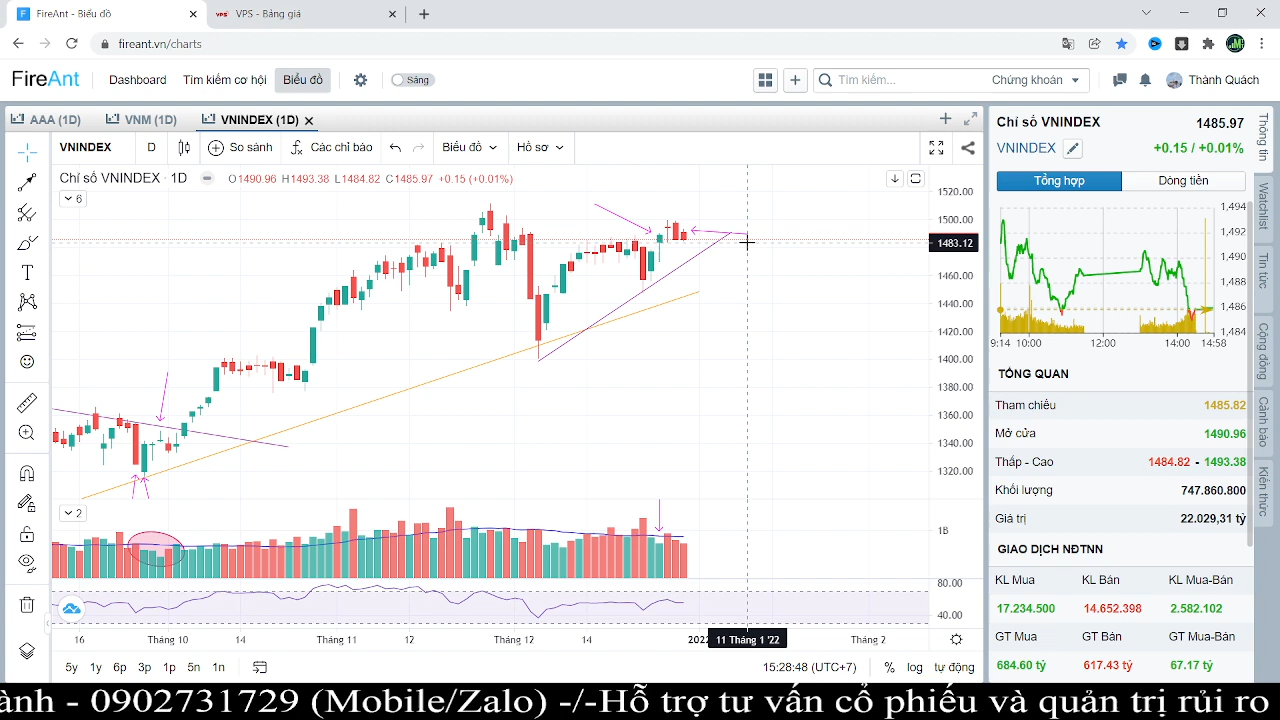 FireAnt - Biểu đồ
VPS - Bảng giá
fireant.vn/charts
FireAnt
Dashboard
Tìm kiếm cơ hội
Biểu đồ
Sáng
Tìm kiếm...
Chứng khoán
Thành Quách
AAA (1D)
VNM (1D)
VNINDEX (1D)
VNINDEX
D
So sánh
Các chỉ báo
Biểu đồ
Hồ sơ
Chỉ số VNINDEX · 1D
O1490.96 H1493.38 L1484.82 C1485.97 +0.15 (+0.01%)
6
1520.00
1500.00
1483.12
1460.00
1440.00
1420.00
1400.00
1380.00
1360.00
1340.00
1320.00
2
1B
80.00
40.00
16
Tháng 10
14
Tháng 11
12
Tháng 12
14
2022
11 Tháng 1 '22
Tháng 2
5y
1y
6p
3p
1p
5n
1n
15:28:48 (UTC+7)
%
log
tự động
Chỉ số VNINDEX
1485.97
VNINDEX
+0.15 / +0.01%
Tổng hợp
Dòng tiền
1,494
1,492
1,490
1,488
1,486
1,484
9:14
10:00
12:00
14:00
14:58
TỔNG QUAN
Tham chiếu
1485.82
Mở cửa
1490.96
Thấp - Cao
1484.82 - 1493.38
Khối lượng
747.860.800
Giá trị
22.029,31 tỷ
GIAO DỊCH NĐTNN
KL Mua
KL Bán
KL Mua-Bán
17.234.500
14.652.398
2.582.102
GT Mua
GT Bán
GT Mua-Bán
684.60 tỷ
617.43 tỷ
67.17 tỷ
Thông tin
Watchlist
Tin tức
Cộng đồng
Cảnh báo
Kiến thức
ành - 0902731729 (Mobile/Zalo) -/-Hỗ trợ tư vấn cổ phiếu và quản trị rủi ro